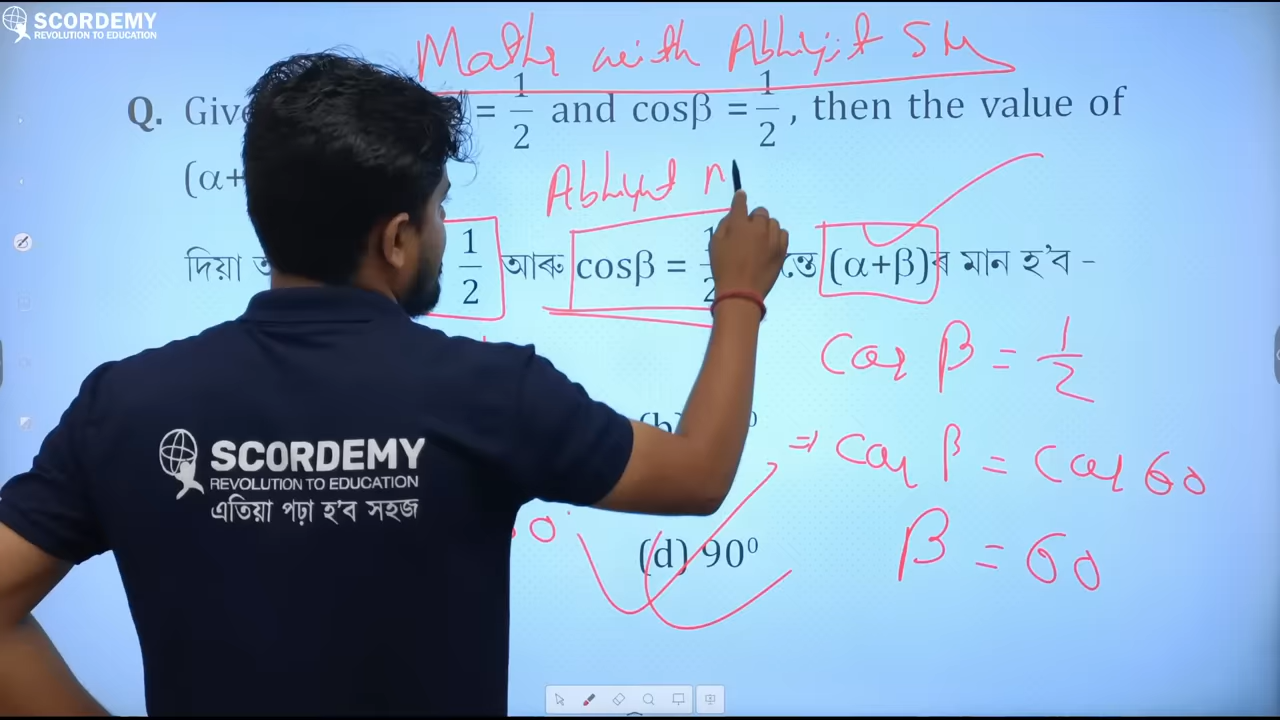 SCORDEMY
REVOLUTION TO EDUCATION
Maths with Abhijit Sir
Q. Give = 1/2 and cosβ = 1/2, then the value of
(α+
Abhijit
দিয়া 1/2 আৰু cosβ = 1/2 (α+β)ৰ মান হ'ব -
Cos β = 1/2
⇒ Cos β = Cos 60
β = 60
(d) 90⁰
SCORDEMY
REVOLUTION TO EDUCATION
এতিয়া পঢ়া হ'ব সহজ